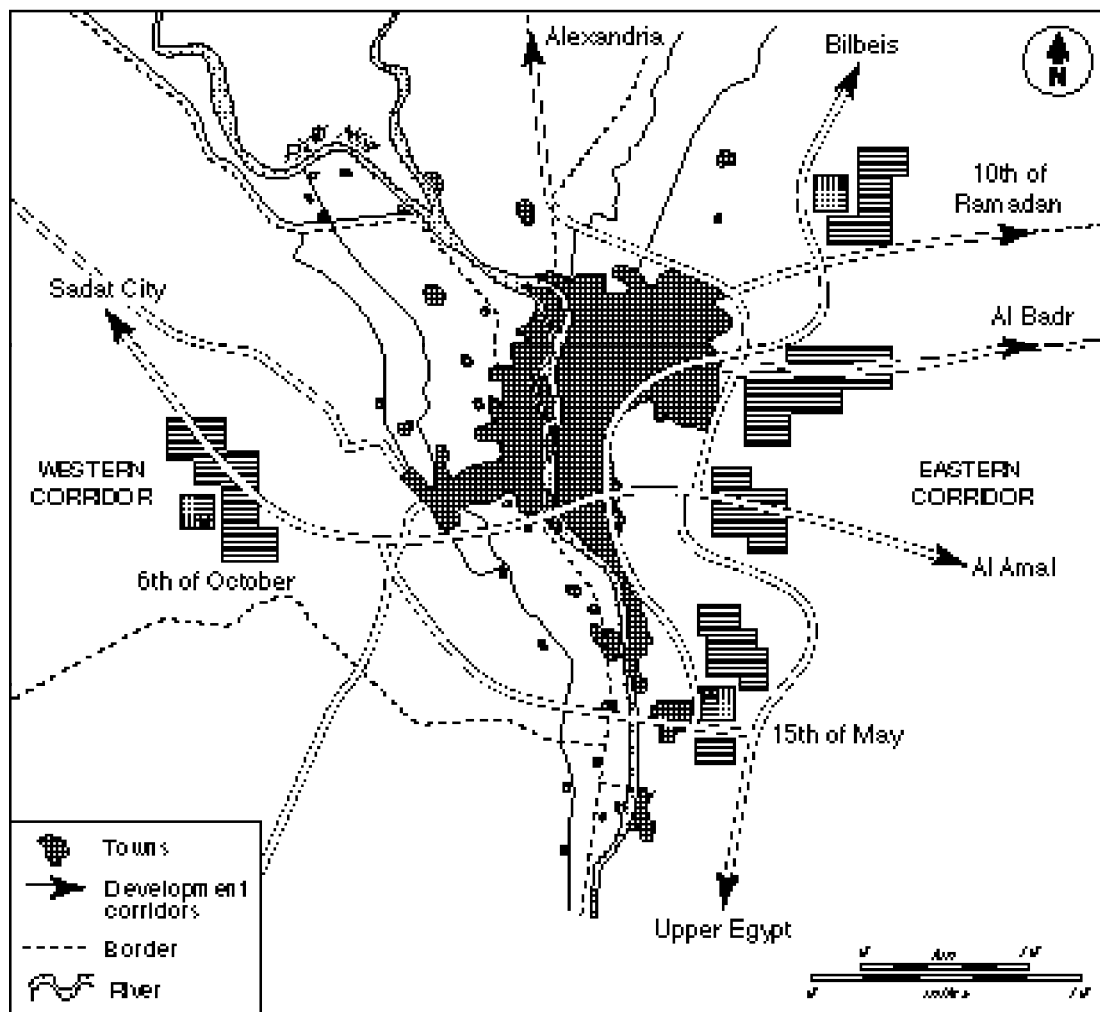 Alexandria
Bilbeis
N
10th of
Ramadan
Sadat City
Al Badr
WESTERN
CORRIDOR
EASTERN
CORRIDOR
6th of October
Al Amal
15th of May
Towns
Development
corridors
Border
River
Upper Egypt
km
miles